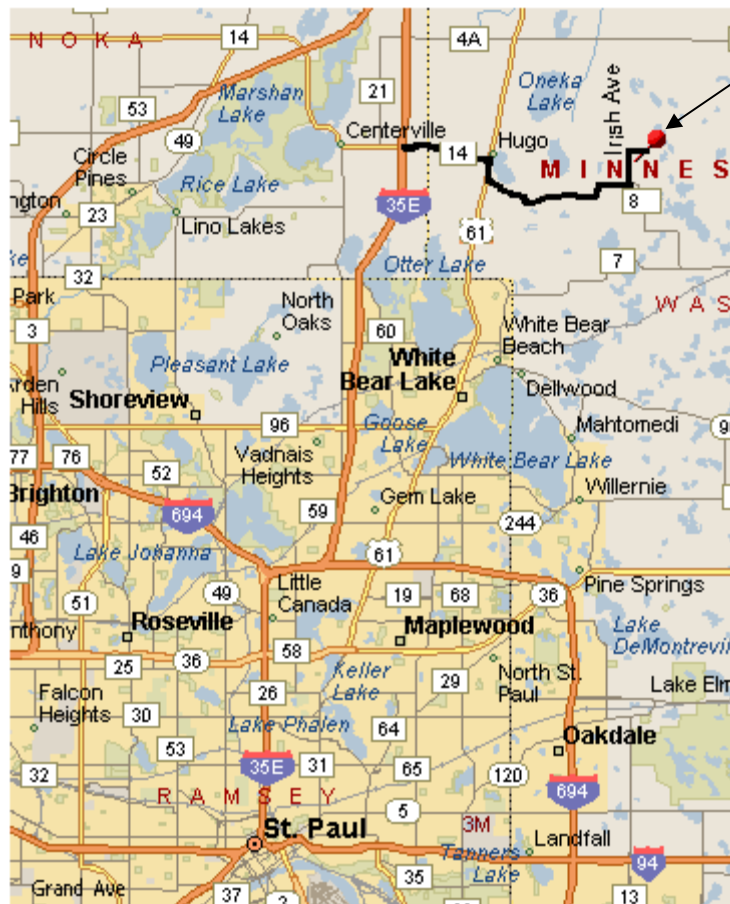 N O K A
14
4A
21
Oneka
Lake
Irish Ave
Marshan
Lake
53
49
Centerville
14
Hugo
Circle
Pines
M I N N E S
Rice Lake
ngton
23
Lino Lakes
35E
8
61
ke
32
Otter Lake
7
Park
North
Oaks
W A S
3
60
White Bear
Beach
Pleasant Lake
White
Bear Lake
Arden
Hills
Shoreview
Dellwood
96
Goose
Lake
Mahtomedi
77
76
Vadnais
Heights
White Bear Lake
52
Brighton
Willernie
694
59
Gem Lake
244
46
Lake Johanna
61
9
Little
Canada
Pine Springs
51
49
19
68
36
nthony
Roseville
Maplewood
Lake
DeMontrevil
25
36
58
Keller
Lake
North St.
Paul
26
29
Lake Elm
Falcon
Heights
30
Lake Phalen
64
Oakdale
53
32
35E
31
65
120
694
R A M S E Y
5
3M
St. Paul
Tanners
Lake
Landfall
94
Grand Ave
37
35
13